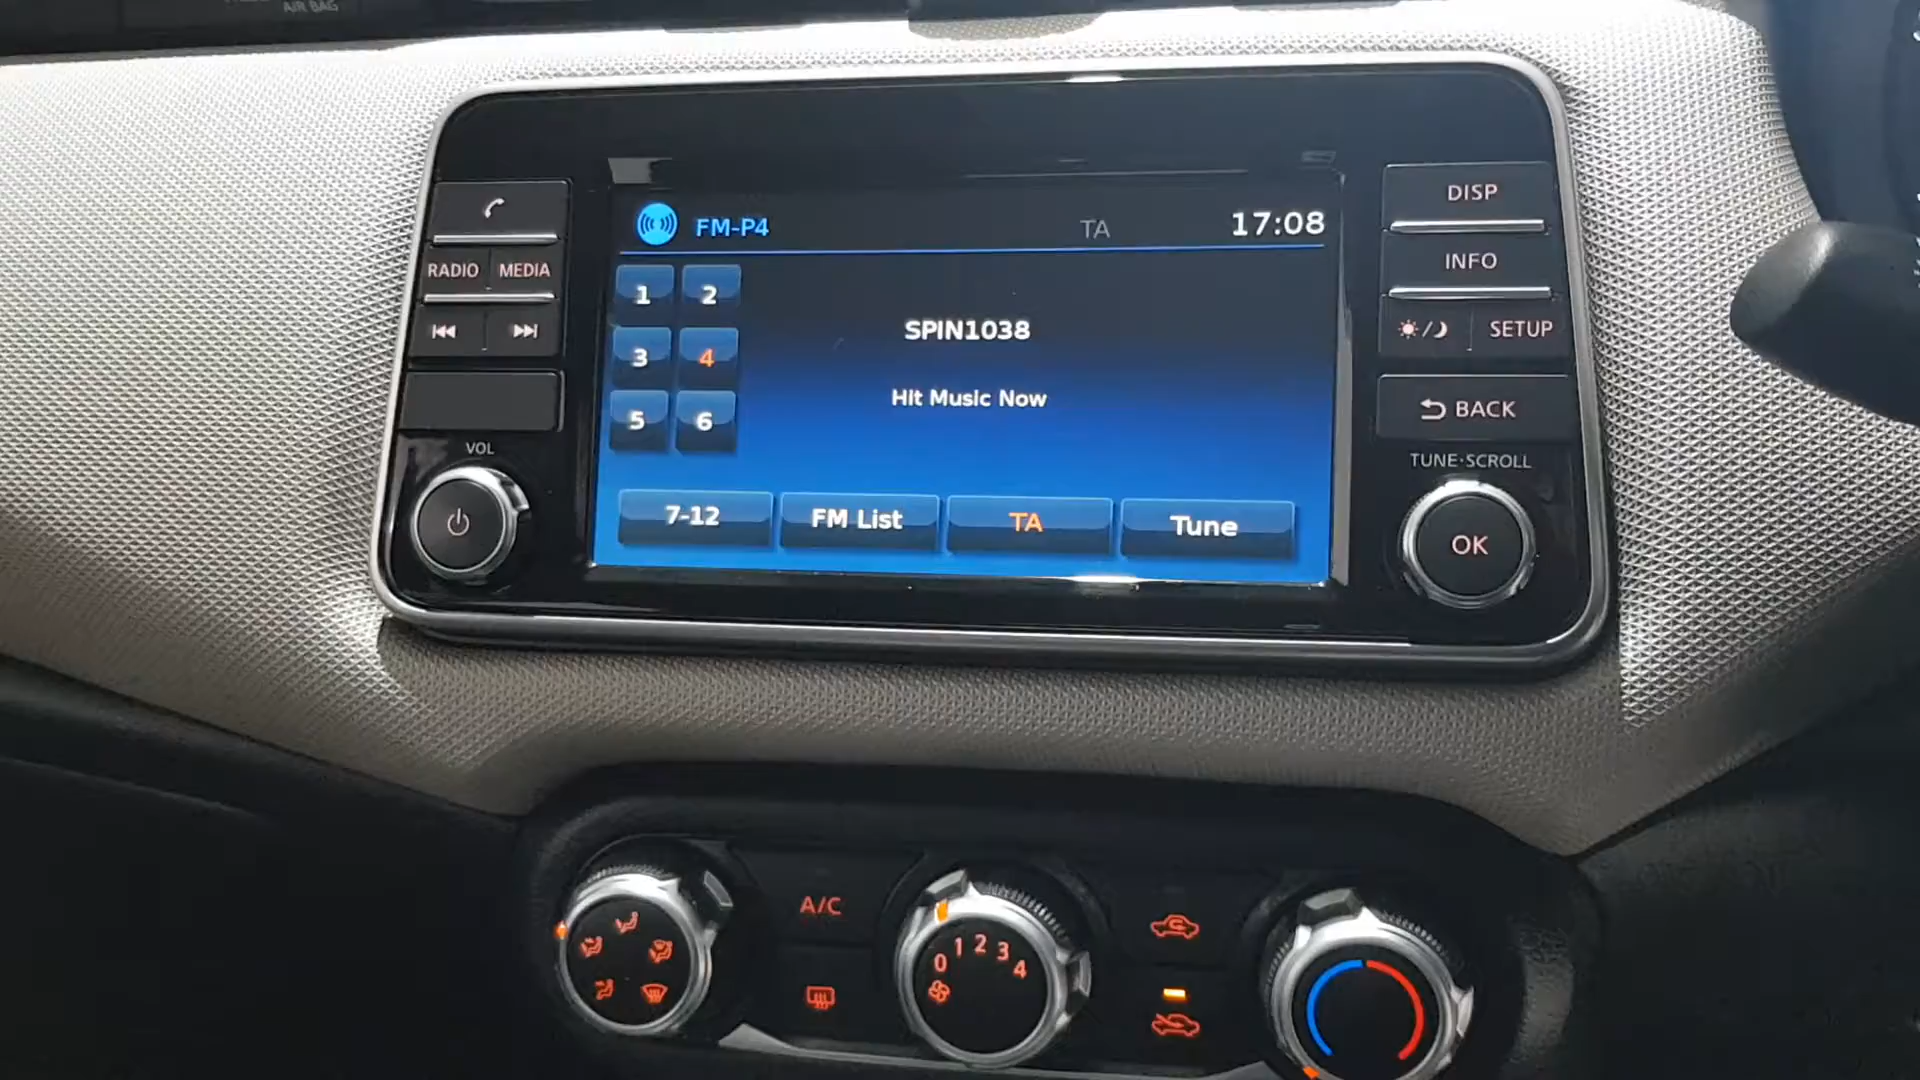 AIR BAG
FM-P4 TA 17:08
1 2
3 4
5 6
SPIN1038
Hit Music Now
7-12 FM List TA Tune
RADIO MEDIA
VOL
DISP
INFO
SETUP
BACK
TUNE·SCROLL
OK
A/C
0 1 2 3 4